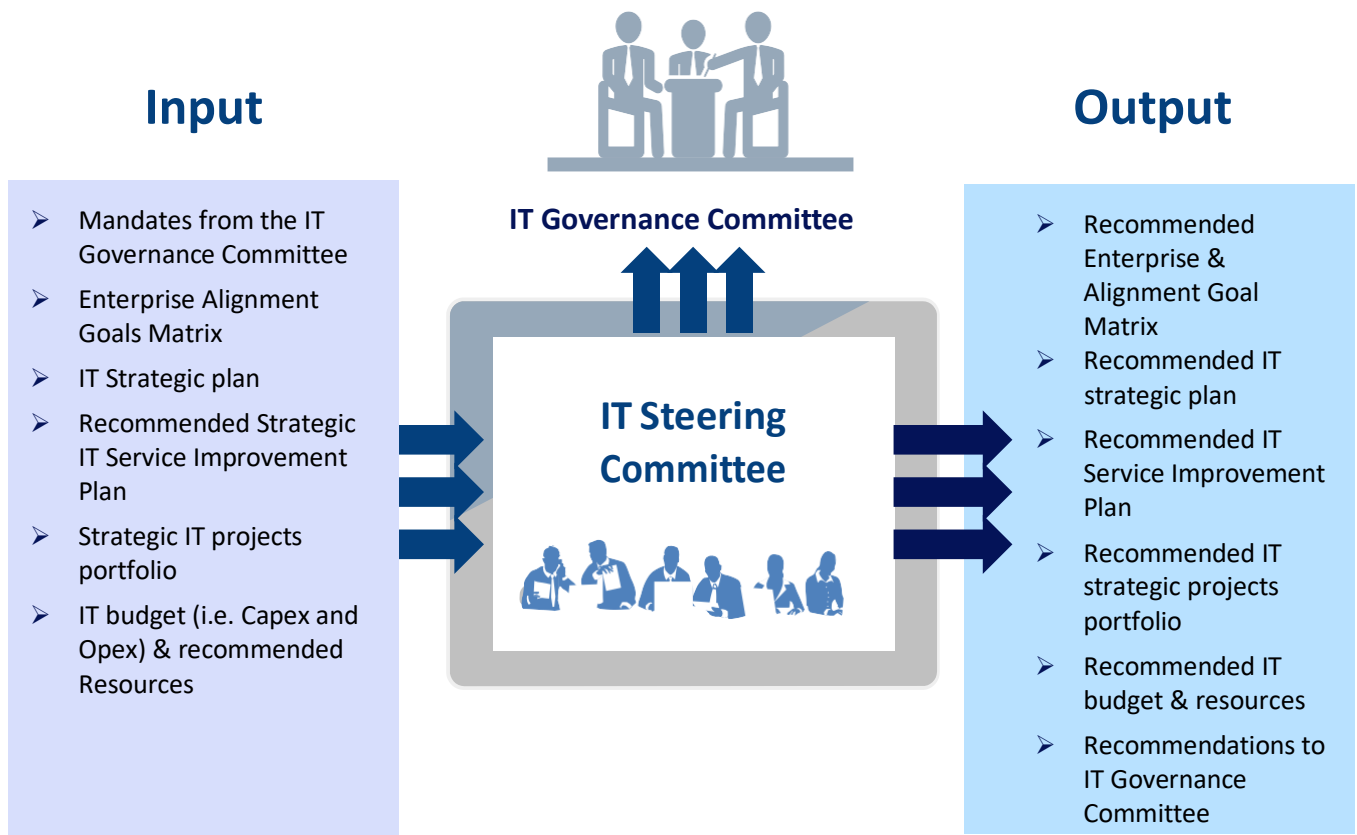 Input
➢ Mandates from the IT
Governance Committee
➢ Enterprise Alignment
Goals Matrix
➢ IT Strategic plan
➢ Recommended Strategic
IT Service Improvement
Plan
➢ Strategic IT projects
portfolio
➢ IT budget (i.e. Capex and
Opex) & recommended
Resources
IT Governance Committee
IT Steering
Committee
Output
➢ Recommended
Enterprise &
Alignment Goal
Matrix
➢ Recommended IT
strategic plan
➢ Recommended IT
Service Improvement
Plan
➢ Recommended IT
strategic projects
portfolio
➢ Recommended IT
budget & resources
➢ Recommendations to
IT Governance
Committee